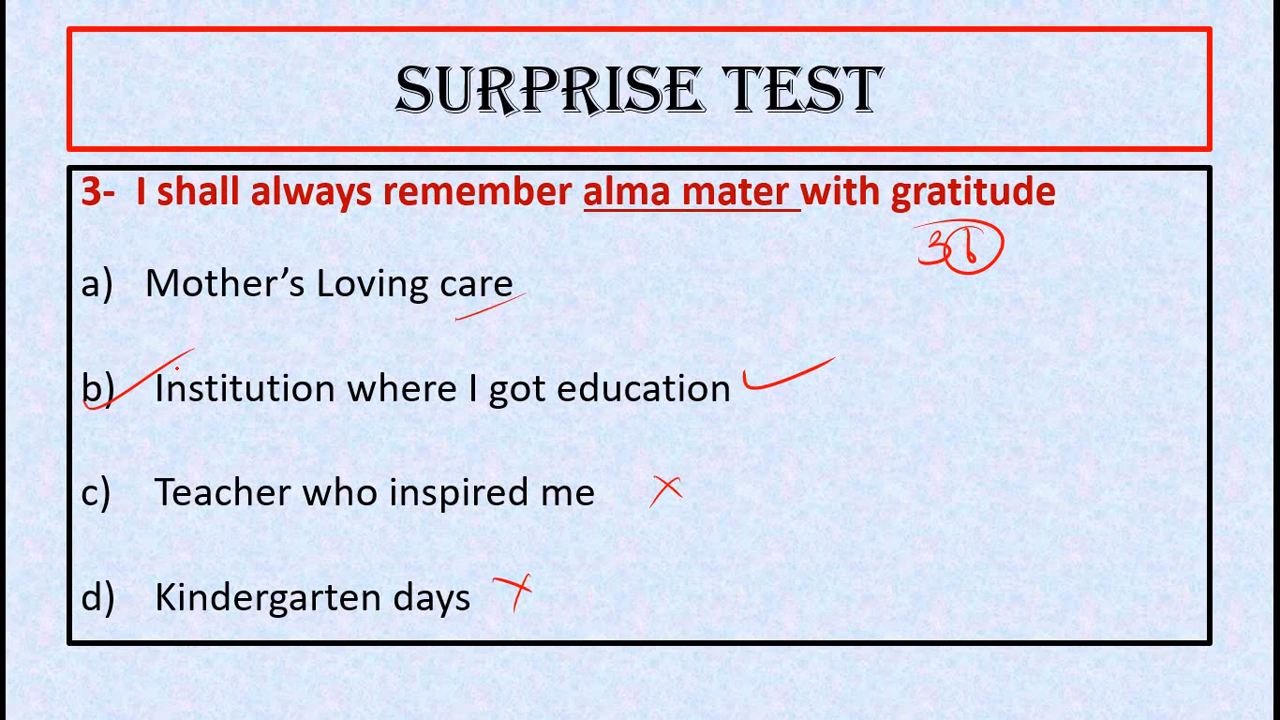 SURPRISE TEST
3- I shall always remember alma mater with gratitude
3b
a) Mother's Loving care
b) Institution where I got education
c) Teacher who inspired me
d) Kindergarten days